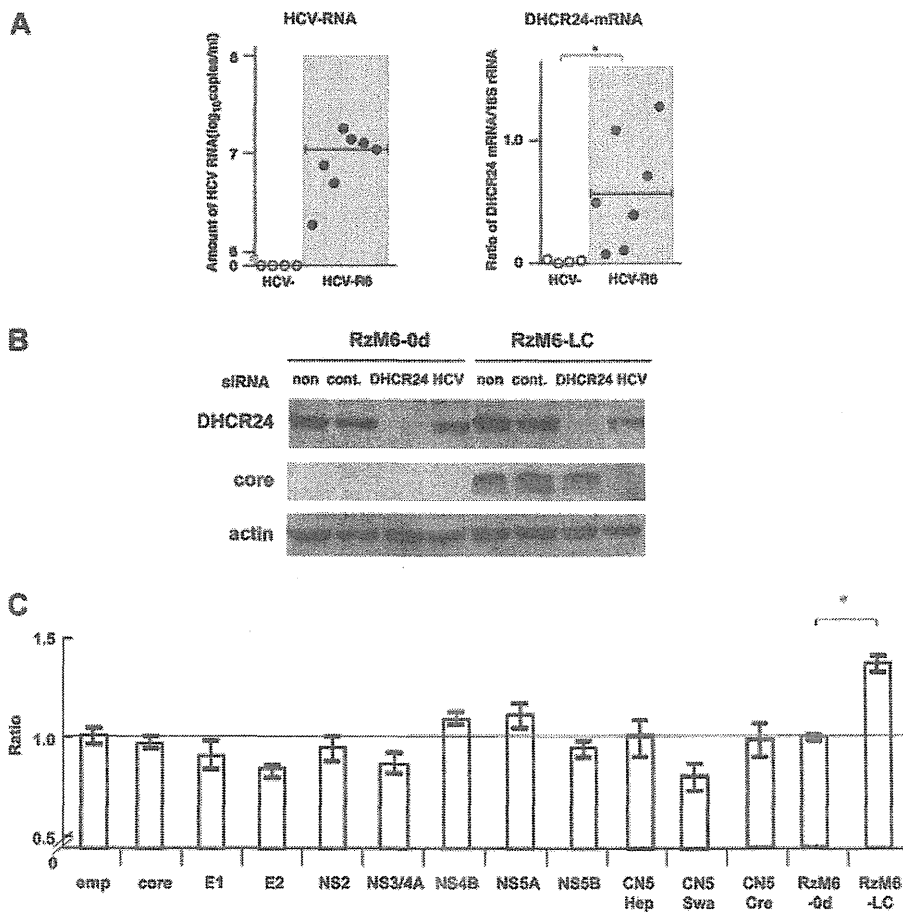 A
HCV-RNA
DHCR24-mRNA
Amount of HCV RNA(log10copies/ml)
8
7
5
0
HCV-
HCV-R6
Ratio of DHCR24 mRNA/18S rRNA
*
1.0
0
HCV-
HCV-R6
B
RzM6-0d
RzM6-LC
siRNA
non cont. DHCR24 HCV non cont. DHCR24 HCV
DHCR24
core
actin
C
*
Ratio
1.5
1.0
0.5
0
emp
core
E1
E2
NS2
NS3/4A
NS4B
NS5A
NS5B
CN5
Hep
CN5
Swa
CN5
Cre
RzM6
-0d
RzM6
-LC